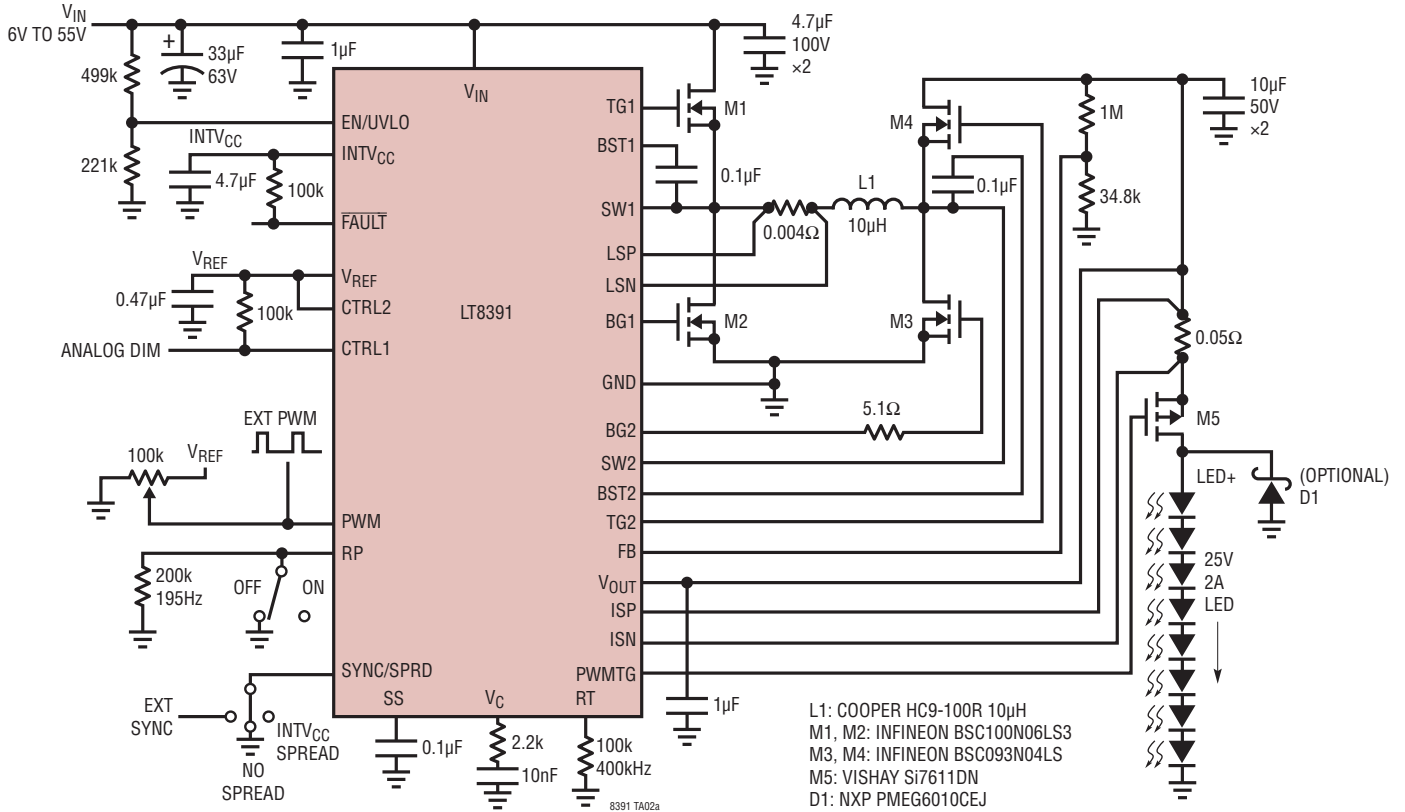 VIN
6V TO 55V
499k
+
33µF
63V
1µF
4.7µF
100V
×2
VIN
221k
EN/UVLO
INTVCC
INTVCC
4.7µF
100k
FAULT
VREF
VREF
0.47µF
100k
CTRL2
ANALOG DIM
CTRL1
LT8391
TG1
BST1
SW1
LSP
LSN
BG1
GND
BG2
SW2
BST2
TG2
FB
VOUT
ISP
ISN
PWMTG
M1
0.1µF
0.004Ω
L1
10µH
M2
M4
0.1µF
M3
5.1Ω
1M
34.8k
10µF
50V
×2
0.05Ω
M5
LED+
(OPTIONAL)
D1
25V
2A
LED
EXT PWM
100k
VREF
PWM
RP
200k
195Hz
OFF
ON
SYNC/SPRD
EXT
SYNC
INTVCC
SPREAD
NO
SPREAD
SS
VC
RT
0.1µF
2.2k
10nF
100k
400kHz
1µF
L1: COOPER HC9-100R 10µH
M1, M2: INFINEON BSC100N06LS3
M3, M4: INFINEON BSC093N04LS
M5: VISHAY Si7611DN
D1: NXP PMEG6010CEJ
8391 TA02a